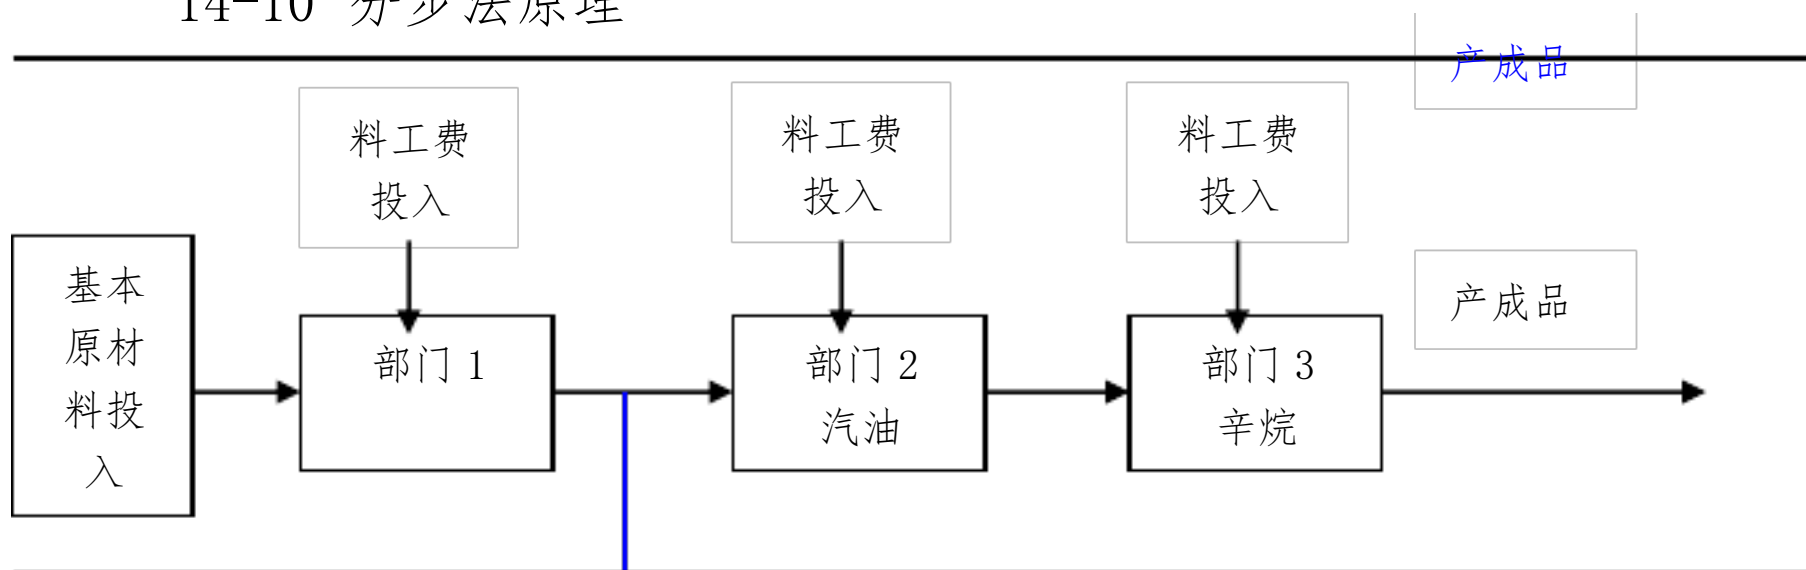 14-10 分步法原理
产成品
料工费
投入
料工费
投入
料工费
投入
基本
原材
料投
入
部门 1
部门 2
汽油
部门 3
辛烷
产成品